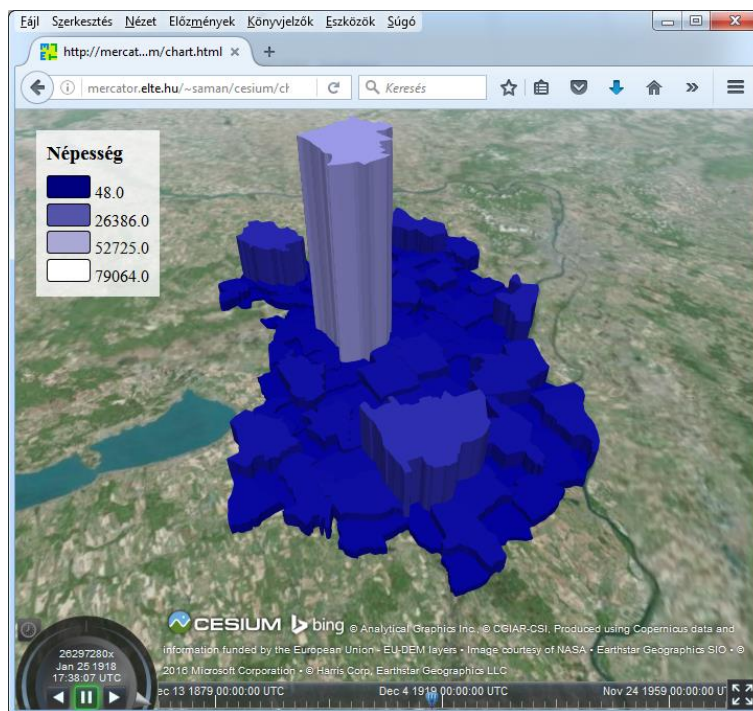 Fájl Szerkesztés Nézet Előzmények Könyvjelzők Eszközök Súgó
http://mercat...m/chart.html × +
mercator.elte.hu/~saman/cesium/ch
Keresés
Népesség
48.0
26386.0
52725.0
79064.0
CESIUM bing © Analytical Graphics Inc., © CGIAR-CSI, Produced using Copernicus data and
information funded by the European Union - EU-DEM layers • Image courtesy of NASA • Earthstar Geographics SIO • ©
2016 Microsoft Corporation • © Harris Corp, Earthstar Geographics LLC
26297280x
Jan 25 1918
17:38:07 UTC
ec 13 1879 00:00:00 UTC Dec 4 1919 00:00:00 UTC Nov 24 1959 00:00:00 U